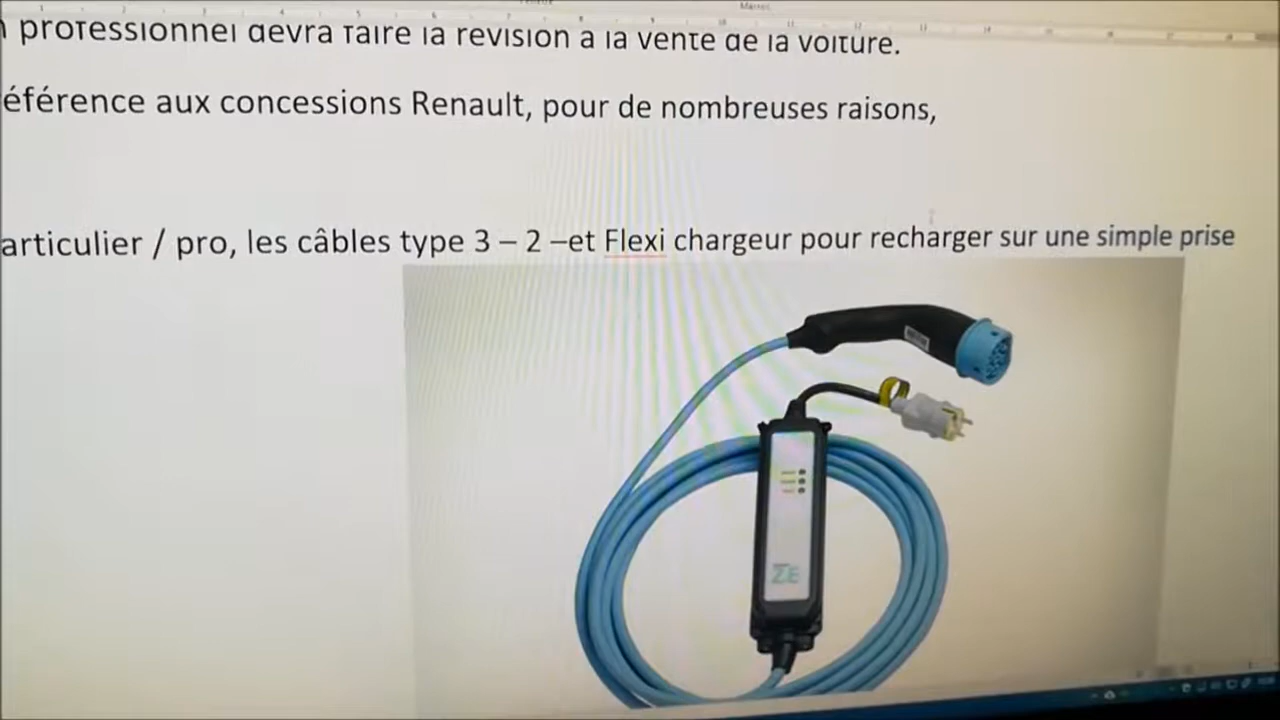 professionnel devra faire la révision à la vente de la voiture.
éférence aux concessions Renault, pour de nombreuses raisons,
articulier / pro, les câbles type 3 – 2 –et Flexi chargeur pour recharger sur une simple prise
ZE